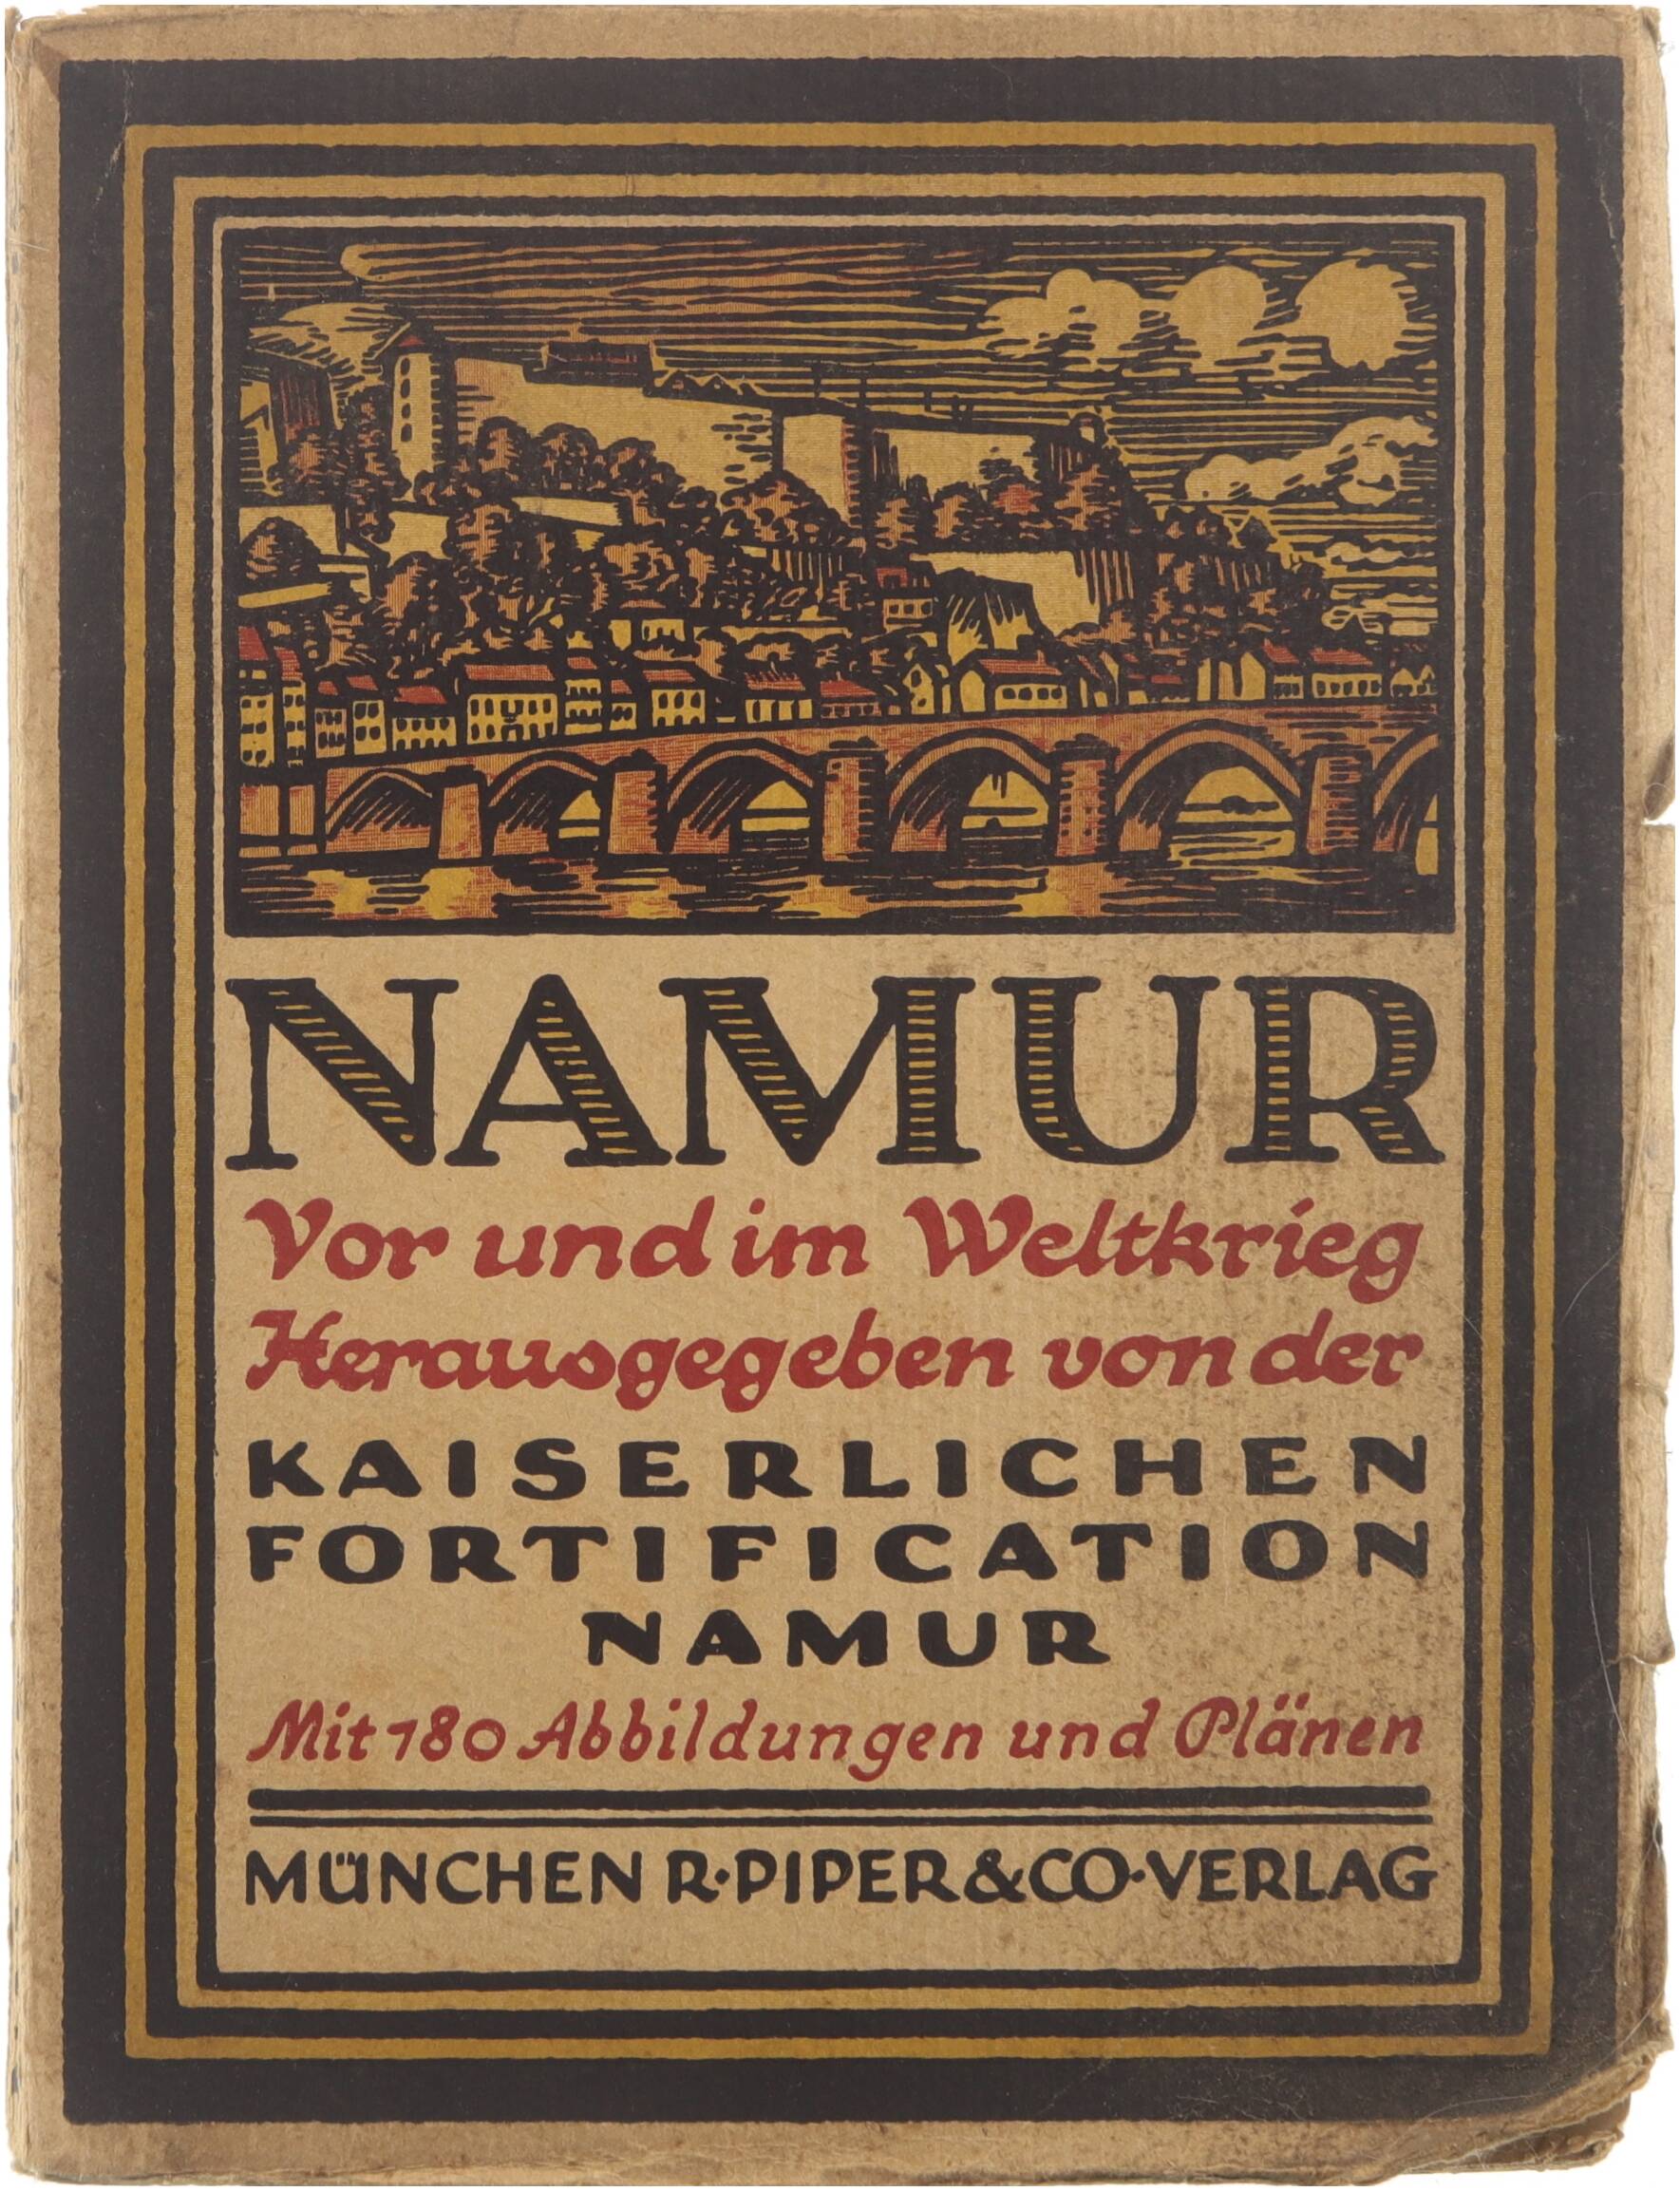 NAMUR
Vor und im Weltkrieg
Herausgegeben von der
KAISERLICHEN
FORTIFICATION
NAMUR
Mit 180 Abbildungen und Plänen
MÜNCHEN R·PIPER&CO·VERLAG